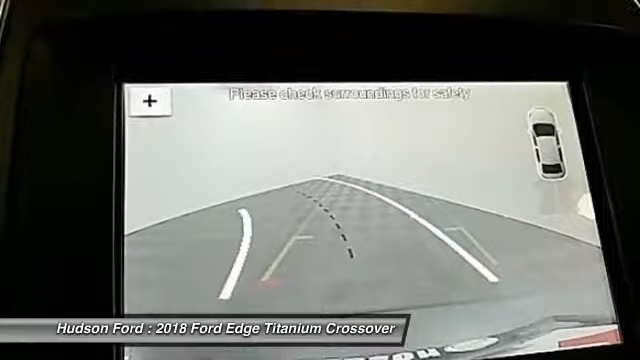 Please check surroundings for safety
+
Hudson Ford : 2018 Ford Edge Titanium Crossover